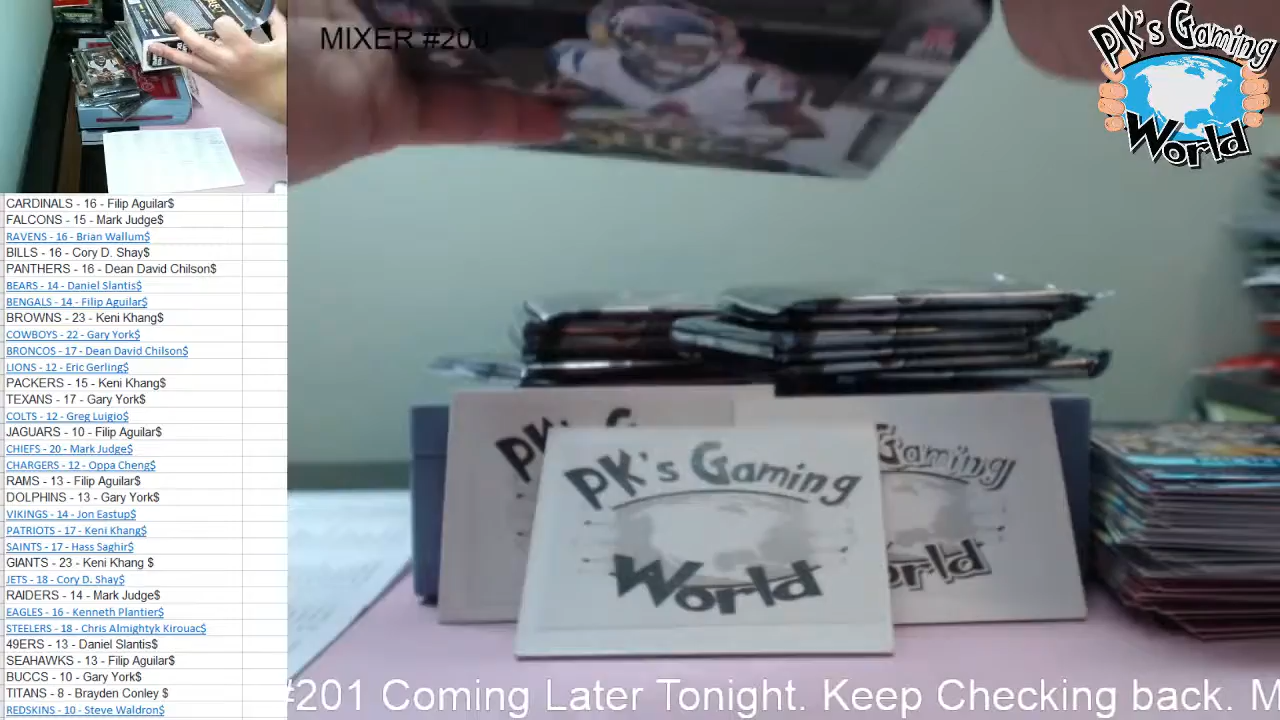 MIXER #200
SELECT
PK's Gaming
World
CARDINALS - 16 - Filip Aguilar$
FALCONS - 15 - Mark Judge$
RAVENS - 16 - Brian Wallum$
BILLS - 16 - Cory D. Shay$
PANTHERS - 16 - Dean David Chilson$
BEARS - 14 - Daniel Slantis$
BENGALS - 14 - Filip Aguilar$
BROWNS - 23 - Keni Khang$
COWBOYS - 22 - Gary York$
BRONCOS - 17 - Dean David Chilson$
LIONS - 12 - Eric Gerling$
PACKERS - 15 - Keni Khang$
TEXANS - 17 - Gary York$
COLTS - 12 - Greg Luigio$
JAGUARS - 10 - Filip Aguilar$
CHIEFS - 20 - Mark Judge$
CHARGERS - 12 - Oppa Cheng$
RAMS - 13 - Filip Aguilar$
DOLPHINS - 13 - Gary York$
VIKINGS - 14 - Jon Eastup$
PATRIOTS - 17 - Keni Khang$
SAINTS - 17 - Hass Saghir$
GIANTS - 23 - Keni Khang $
JETS - 18 - Cory D. Shay$
RAIDERS - 14 - Mark Judge$
EAGLES - 16 - Kenneth Plantier$
STEELERS - 18 - Chris Almightyk Kirouac$
49ERS - 13 - Daniel Slantis$
SEAHAWKS - 13 - Filip Aguilar$
BUCCS - 10 - Gary York$
TITANS - 8 - Brayden Conley $
REDSKINS - 10 - Steve Waldron$
PK
Gaming
orld
PK's Gaming
World
#201 Coming Later Tonight. Keep Checking back. M